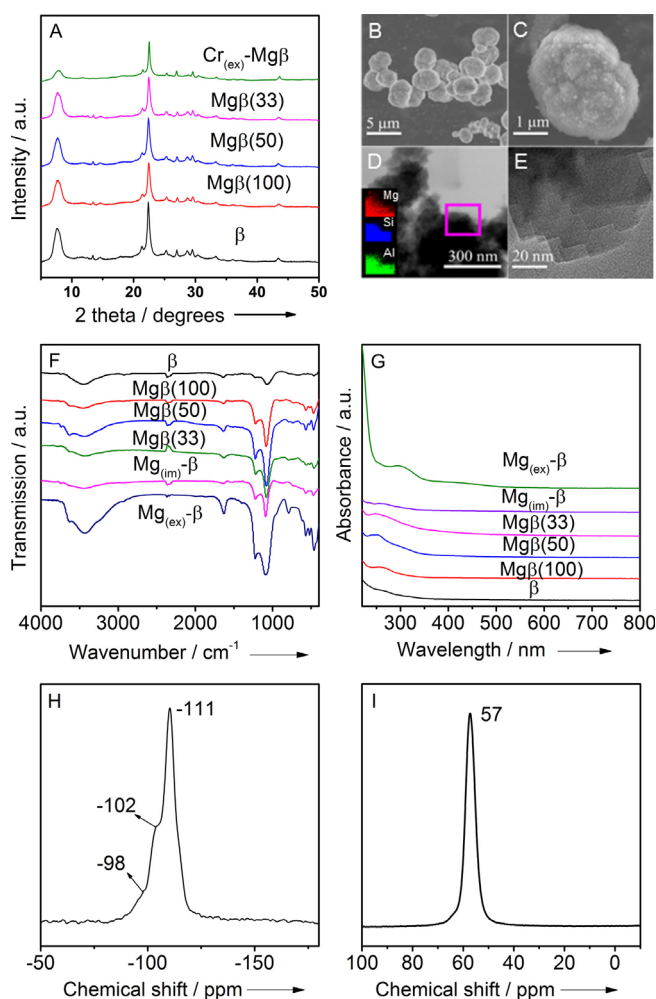 A
Cr(ex)-Mgβ
Mgβ(33)
Mgβ(50)
Mgβ(100)
β
Intensity / a.u.
10 20 30 40 50
2 theta / degrees
B
5 μm
C
1 μm
D
Mg
Si
Al
300 nm
E
20 nm
F
β
Mgβ(100)
Mgβ(50)
Mgβ(33)
Mg(im)-β
Mg(ex)-β
Transmission / a.u.
4000 3000 2000 1000
Wavenumber / cm-1
G
Mg(ex)-β
Mg(im)-β
Mgβ(33)
Mgβ(50)
Mgβ(100)
β
Absorbance / a.u.
300 400 500 600 700 800
Wavelength / nm
H
-111
-102
-98
-50 -100 -150
Chemical shift / ppm
I
57
100 80 60 40 20 0
Chemical shift / ppm